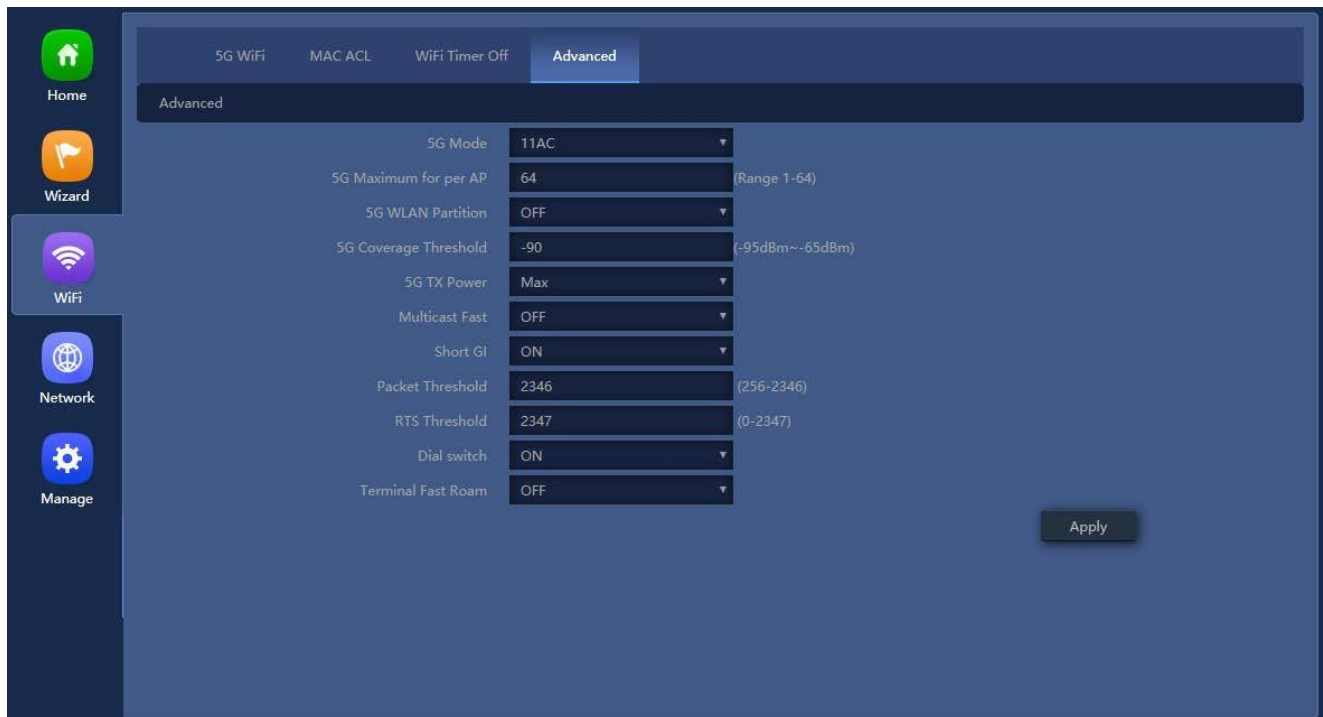 Home
Wizard
WiFi
Network
Manage
5G WiFi MAC ACL WiFi Timer Off Advanced
Advanced
5G Mode 11AC
5G Maximum for per AP 64 (Range 1-64)
5G WLAN Partition OFF
5G Coverage Threshold -90 (-95dBm~-65dBm)
5G TX Power Max
Multicast Fast OFF
Short GI ON
Packet Threshold 2346 (256-2346)
RTS Threshold 2347 (0-2347)
Dial switch ON
Terminal Fast Roam OFF
Apply